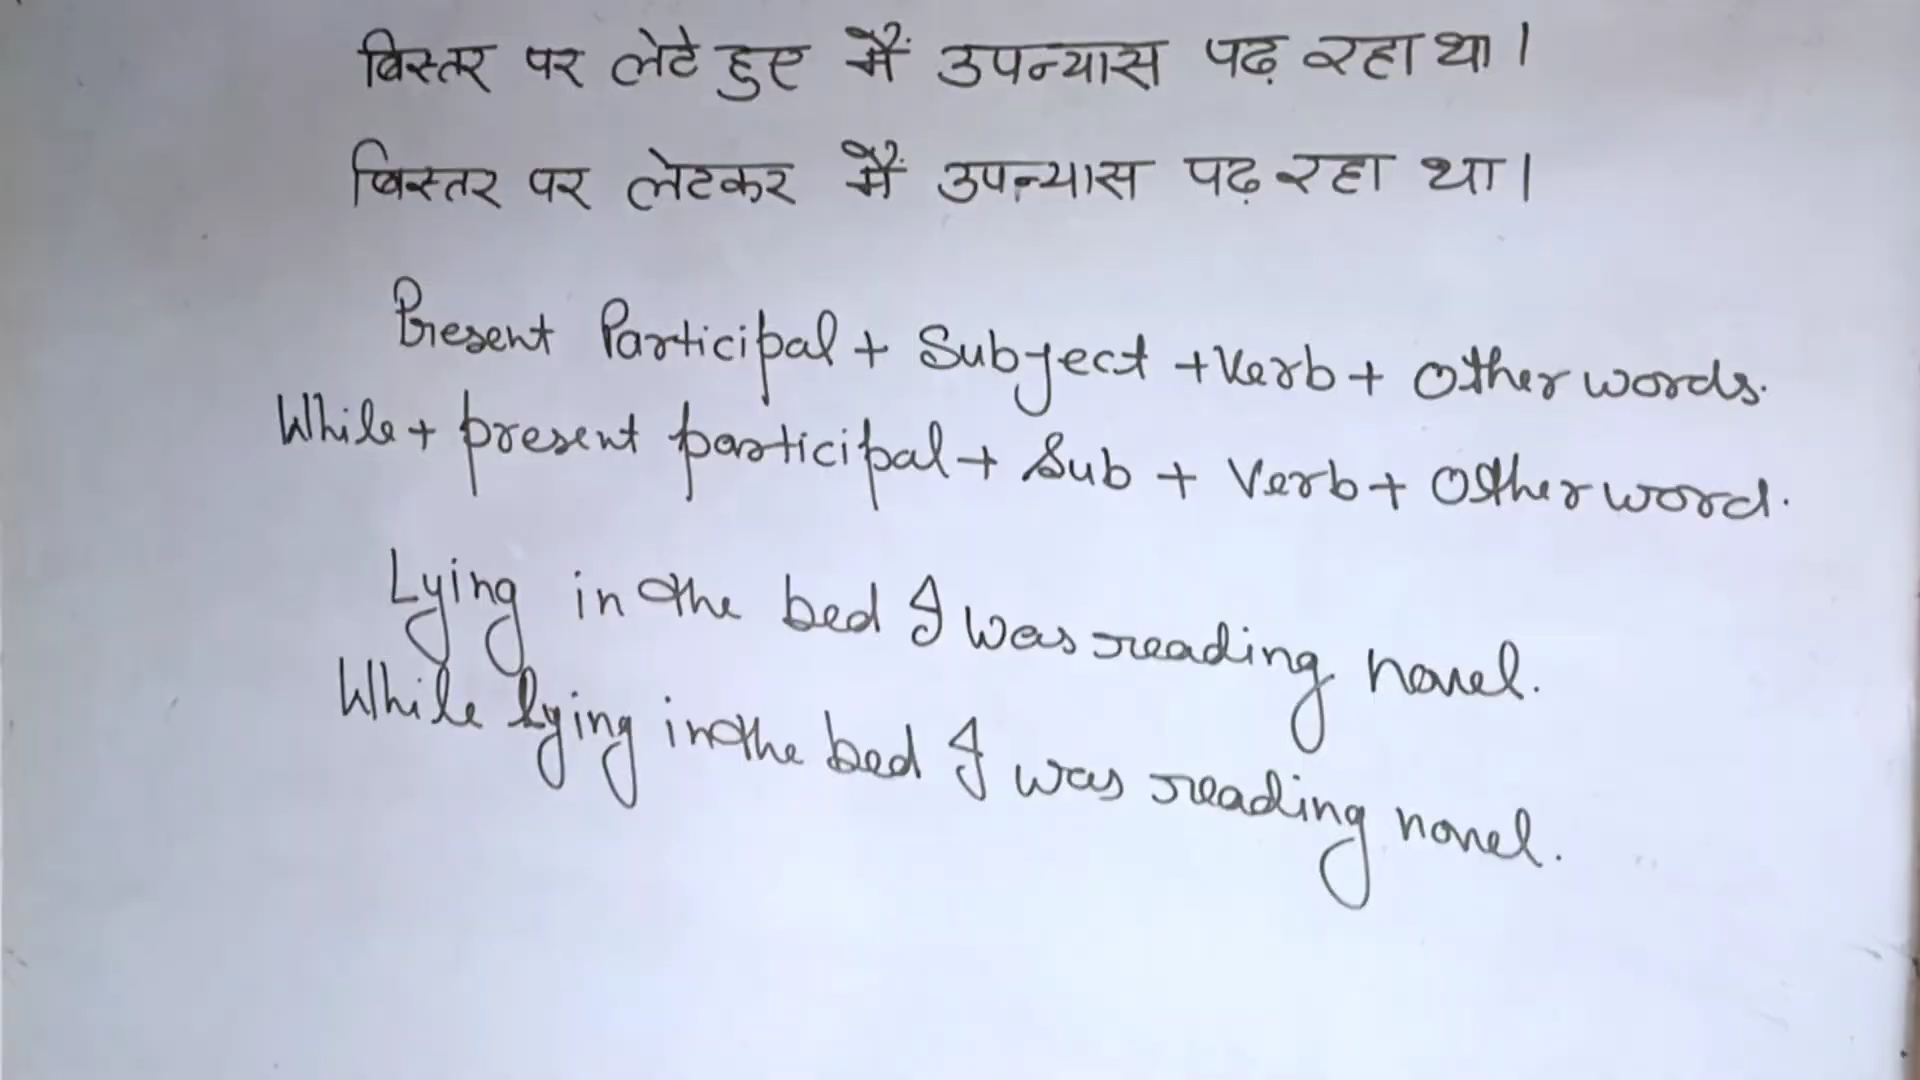 बिस्तर पर लेटे हुए मैं उपन्यास पढ़ रहा था।
बिस्तर पर लेटकर मैं उपन्यास पढ़ रहा था।
Present Participal + Subject + Verb + Other words.
While + present participal + Sub + Verb + Other word.
Lying in the bed I was reading novel.
While lying in the bed I was reading novel.